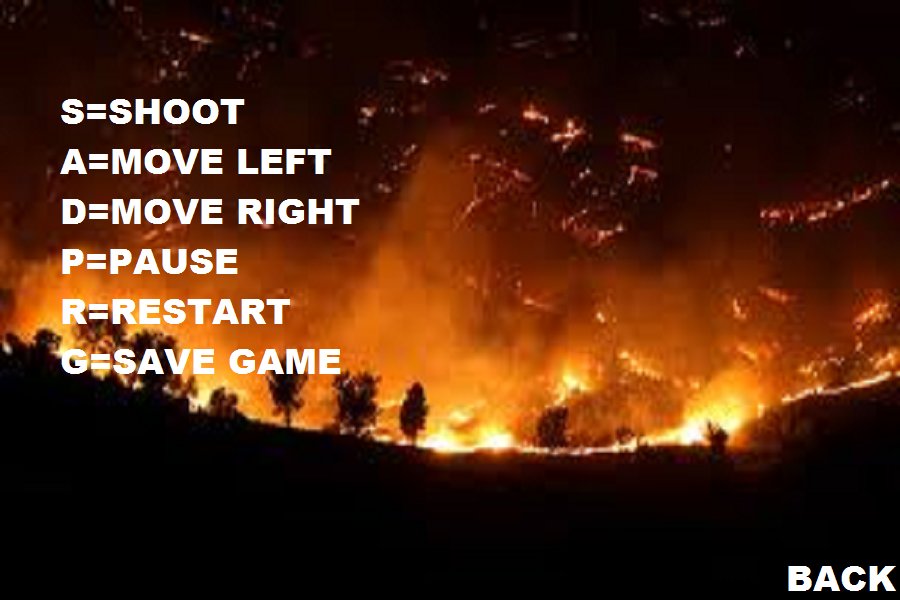 S=SHOOT
A=MOVE LEFT
D=MOVE RIGHT
P=PAUSE
R=RESTART
G=SAVE GAME
BACK